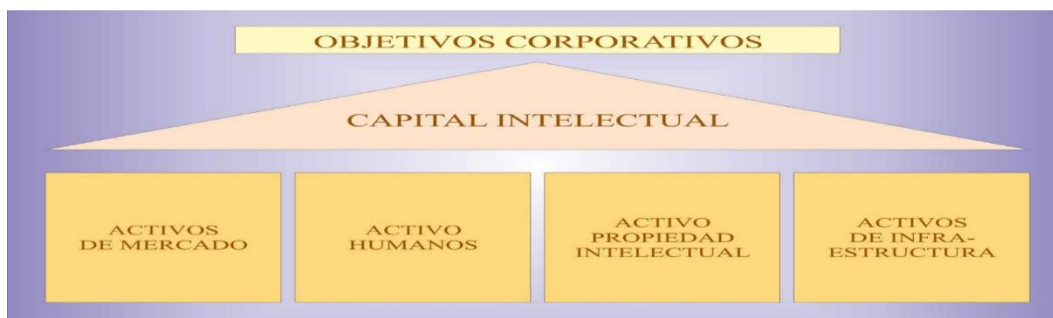 OBJETIVOS CORPORATIVOS
CAPITAL INTELECTUAL
ACTIVOS
DE MERCADO
ACTIVO
HUMANOS
ACTIVO
PROPIEDAD
INTELECTUAL
ACTIVOS
DE INFRA-
ESTRUCTURA